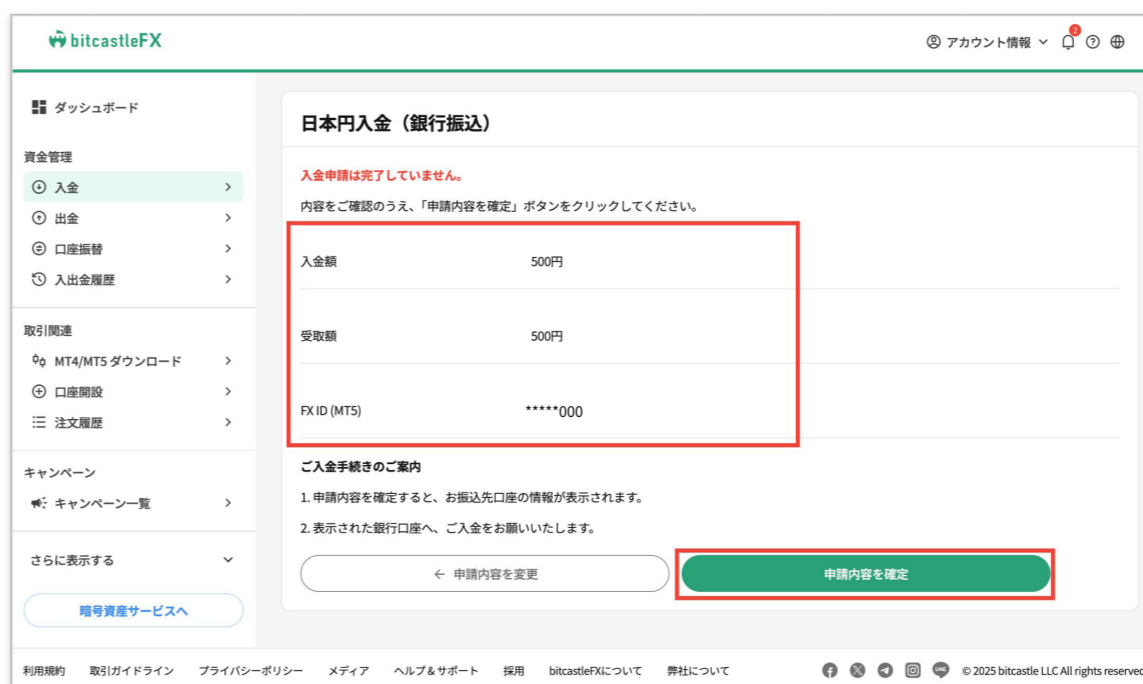 bitcastleFX
アカウント情報
2
ダッシュボード
資金管理
入金
出金
口座振替
入出金履歴
取引関連
MT4/MT5 ダウンロード
口座開設
注文履歴
キャンペーン
キャンペーン一覧
さらに表示する
暗号資産サービスへ
日本円入金（銀行振込）
入金申請は完了していません。
内容をご確認のうえ、「申請内容を確定」ボタンをクリックしてください。
入金額 500円
受取額 500円
FX ID (MT5) *****000
ご入金手続きのご案内
1. 申請内容を確定すると、お振込先口座の情報が表示されます。
2. 表示された銀行口座へ、ご入金をお願いいたします。
← 申請内容を変更
申請内容を確定
利用規約 取引ガイドライン プライバシーポリシー メディア ヘルプ＆サポート 採用 bitcastleFXについて 弊社について
LINE
© 2025 bitcastle LLC All rights reserved